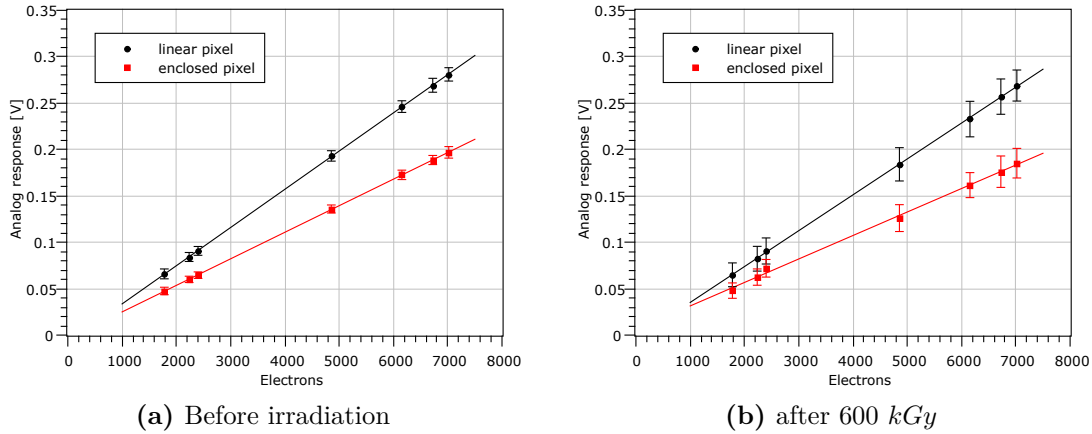 0.35
0.3
0.25
0.2
0.15
0.1
0.05
0
Analog response [V]
linear pixel
enclosed pixel
0 1000 2000 3000 4000 5000 6000 7000 8000
Electrons
(a) Before irradiation
0.35
0.3
0.25
0.2
0.15
0.1
0.05
0
Analog response [V]
linear pixel
enclosed pixel
0 1000 2000 3000 4000 5000 6000 7000 8000
Electrons
(b) after 600 kGy